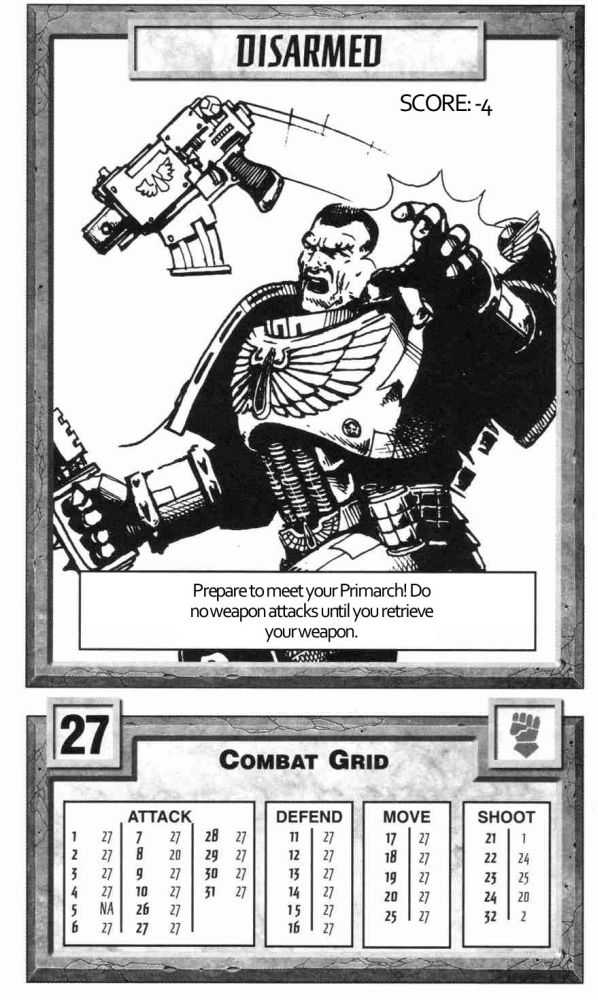 DISARMED
SCORE: -4
Prepare to meet your Primarch! Do
no weapon attacks until you retrieve
your weapon.
27
COMBAT GRID
ATTACK DEFEND MOVE SHOOT
1 27 7 27 28 27 11 27 17 27 21 1
2 27 8 20 29 27 12 27 18 27 22 24
3 27 9 27 30 27 13 27 19 27 23 25
4 27 10 27 31 27 14 27 20 27 24 20
5 NA 26 27 15 27 25 27 32 2
6 27 27 27 16 27